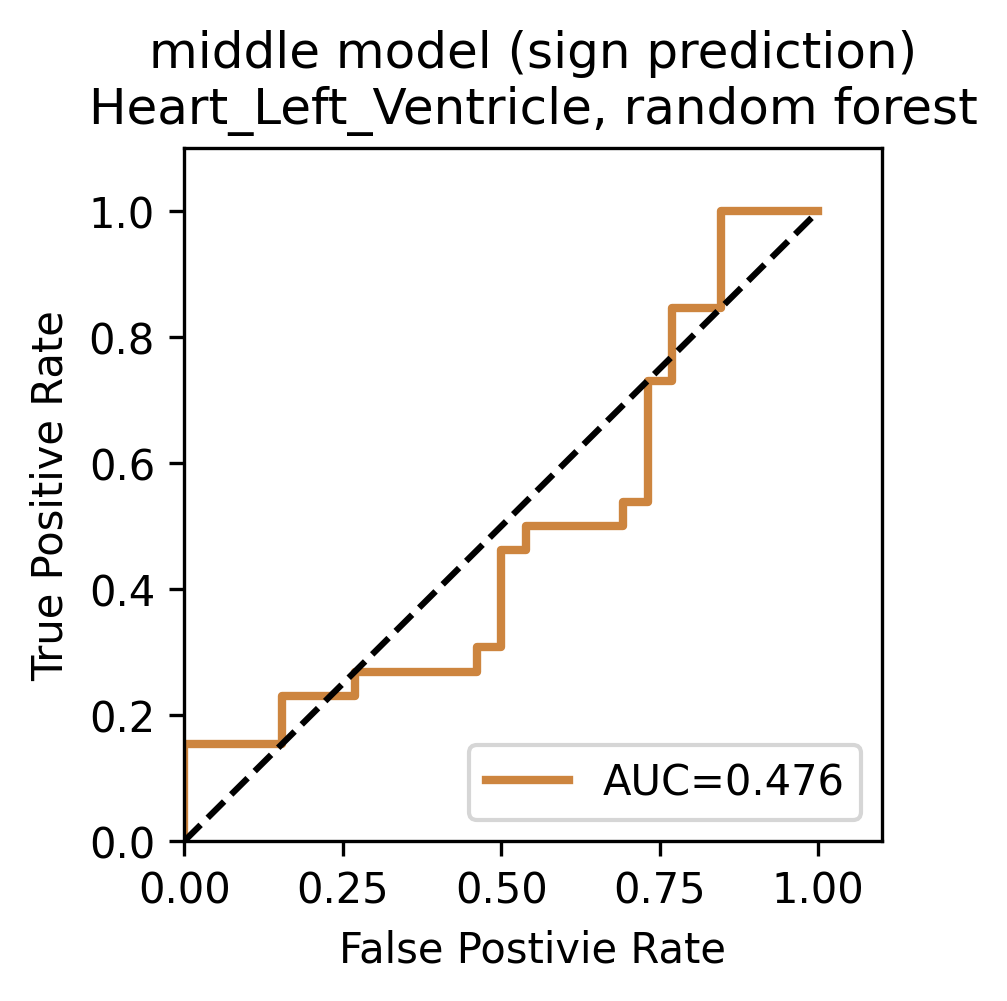 middle model (sign prediction)
Heart_Left_Ventricle, random forest
1.0
0.8
0.6
0.4
0.2
0.0
True Positive Rate
AUC=0.476
0.00 0.25 0.50 0.75 1.00
False Postivie Rate